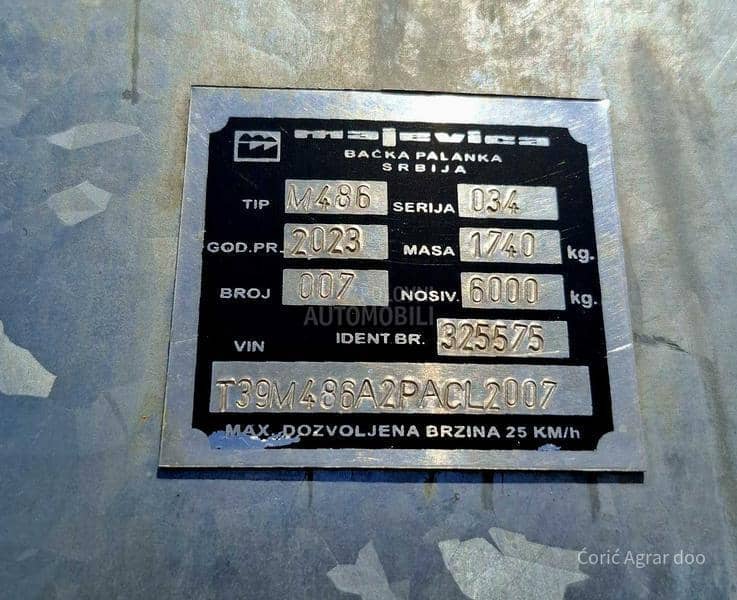 majevica
BAČKA PALANKA
SRBIJA
TIP M486 SERIJA 034
GOD.PR. 2023 MASA 1740 kg.
BROJ 007 NOSIV. 6000 kg.
AUTOMOBILI
IDENT BR. 325575
VIN
T39M486A2PACL2007
MAX. DOZVOLJENA BRZINA 25 KM/h
Ćorić Agrar doo